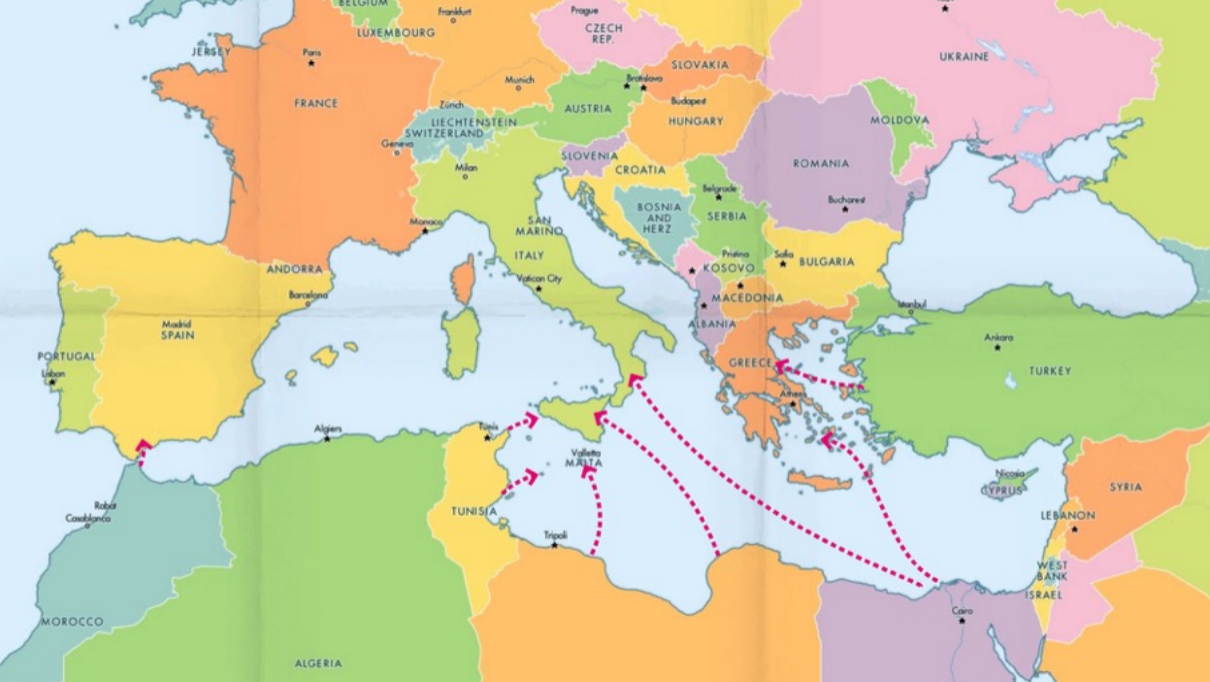 BELGIUM
Frankfurt
Prague
CZECH
REP.
LUXEMBOURG
JERSEY
Paris
UKRAINE
SLOVAKIA
Munich
Bratislava
FRANCE
Zürich
AUSTRIA
Budapest
HUNGARY
LIECHTENSTEIN
SWITZERLAND
MOLDOVA
Geneva
SLOVENIA
ROMANIA
Milan
CROATIA
Belgrade
Bucharest
BOSNIA
AND
HERZ
SERBIA
Monaco
SAN
MARINO
ITALY
Pristina
Sofia
BULGARIA
KOSOVO
ANDORRA
Vatican City
Barcelona
MACEDONIA
Istanbul
Madrid
SPAIN
ALBANIA
Ankara
PORTUGAL
Lisbon
GREECE
TURKEY
Athens
Algiers
Tunis
Valletta
MALTA
Nicosia
CYPRUS
SYRIA
Rabat
Casablanca
TUNISIA
LEBANON
Tripoli
WEST
BANK
ISRAEL
Cairo
MOROCCO
ALGERIA